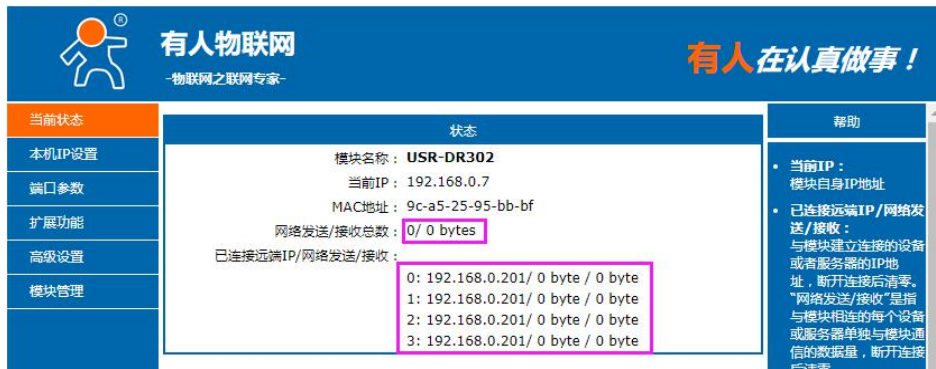 ®
有人物联网
-物联网之联网专家-
有人在认真做事！
当前状态
本机IP设置
端口参数
扩展功能
高级设置
模块管理
状态
模块名称： USR-DR302
当前IP： 192.168.0.7
MAC地址： 9c-a5-25-95-bb-bf
网络发送/接收总数： 0/ 0 bytes
已连接远端IP/网络发送/接收：
0: 192.168.0.201/ 0 byte / 0 byte
1: 192.168.0.201/ 0 byte / 0 byte
2: 192.168.0.201/ 0 byte / 0 byte
3: 192.168.0.201/ 0 byte / 0 byte
帮助
• 当前IP：
模块自身IP地址
• 已连接远端IP/网络发
送/接收：
与模块建立连接的设备
或者服务器的IP地
址，断开连接后清零。
"网络发送/接收"是指
与模块相连的每个设备
或服务器单独与模块通
信的数据量，断开连接
后清零